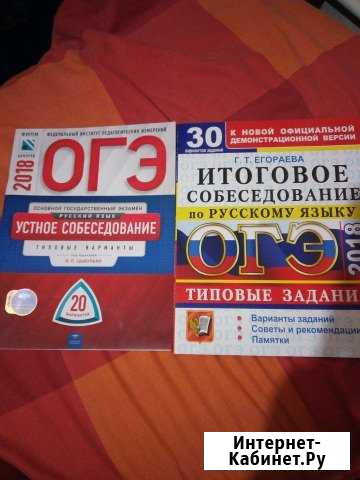 ФИПИ
ФЕДЕРАЛЬНЫЙ ИНСТИТУТ ПЕДАГОГИЧЕСКИХ ИЗМЕРЕНИЙ
2018
ОГЭ
ОСНОВНОЙ ГОСУДАРСТВЕННЫЙ ЭКЗАМЕН
РУССКИЙ ЯЗЫК
УСТНОЕ СОБЕСЕДОВАНИЕ
ТИПОВЫЕ ВАРИАНТЫ
И. П. ЦЫБУЛЬКО
20
ВАРИАНТОВ
30
К НОВОЙ ОФИЦИАЛЬНОЙ
ДЕМОНСТРАЦИОННОЙ ВЕРСИИ
Г. Т. ЕГОРАЕВА
ИТОГОВОЕ
СОБЕСЕДОВАНИЕ
ПО РУССКОМУ ЯЗЫКУ
ОГЭ
2018
ТИПОВЫЕ ЗАДАНИ
Варианты заданий
Советы и рекомендации
Памятки
Интернет-
Кабинет.Ру